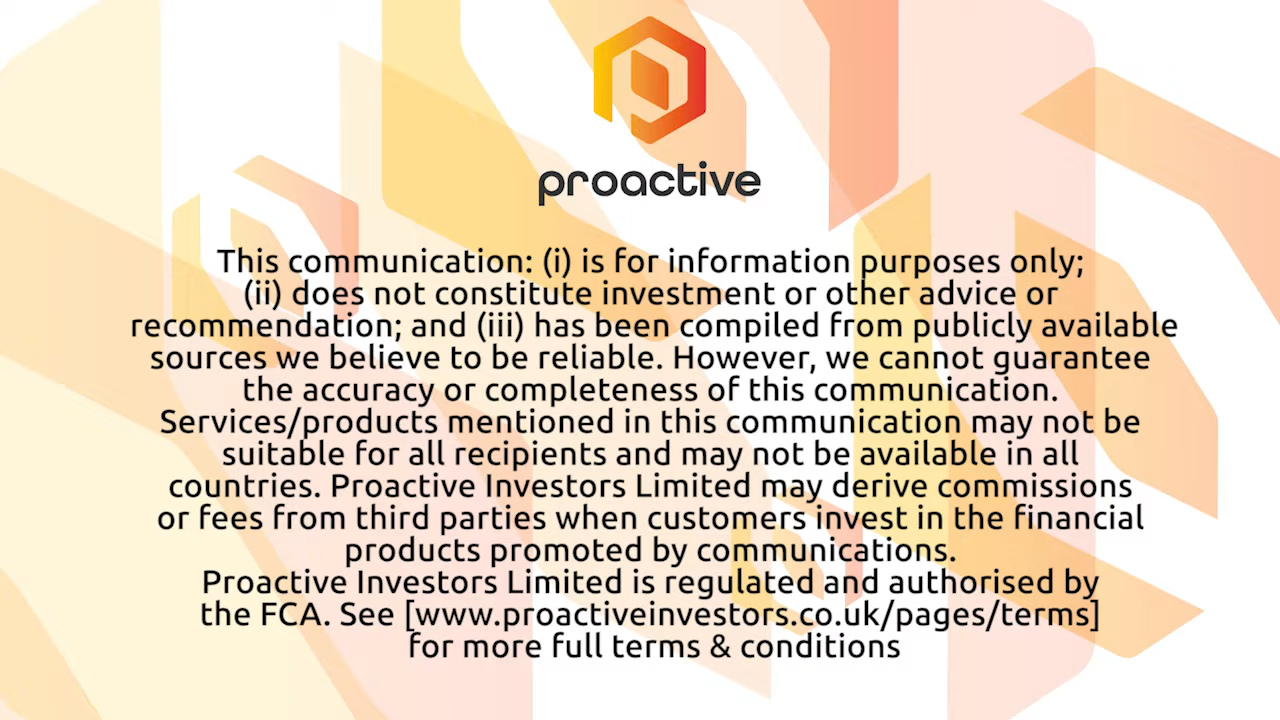 proactive
This communication: (i) is for information purposes only;
(ii) does not constitute investment or other advice or
recommendation; and (iii) has been compiled from publicly available
sources we believe to be reliable. However, we cannot guarantee
the accuracy or completeness of this communication.
Services/products mentioned in this communication may not be
suitable for all recipients and may not be available in all
countries. Proactive Investors Limited may derive commissions
or fees from third parties when customers invest in the financial
products promoted by communications.
Proactive Investors Limited is regulated and authorised by
the FCA. See [www.proactiveinvestors.co.uk/pages/terms]
for more full terms & conditions